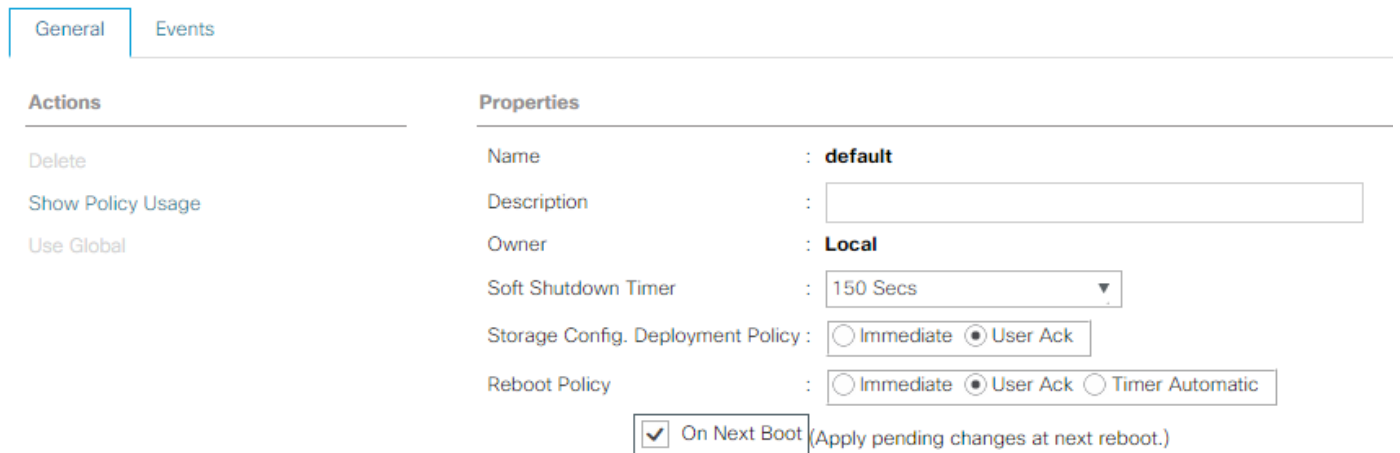 General Events
Actions Properties
Delete Name : default
Show Policy Usage Description :
Use Global Owner : Local
Soft Shutdown Timer : 150 Secs
Storage Config. Deployment Policy : Immediate User Ack
Reboot Policy : Immediate User Ack Timer Automatic
On Next Boot (Apply pending changes at next reboot.)